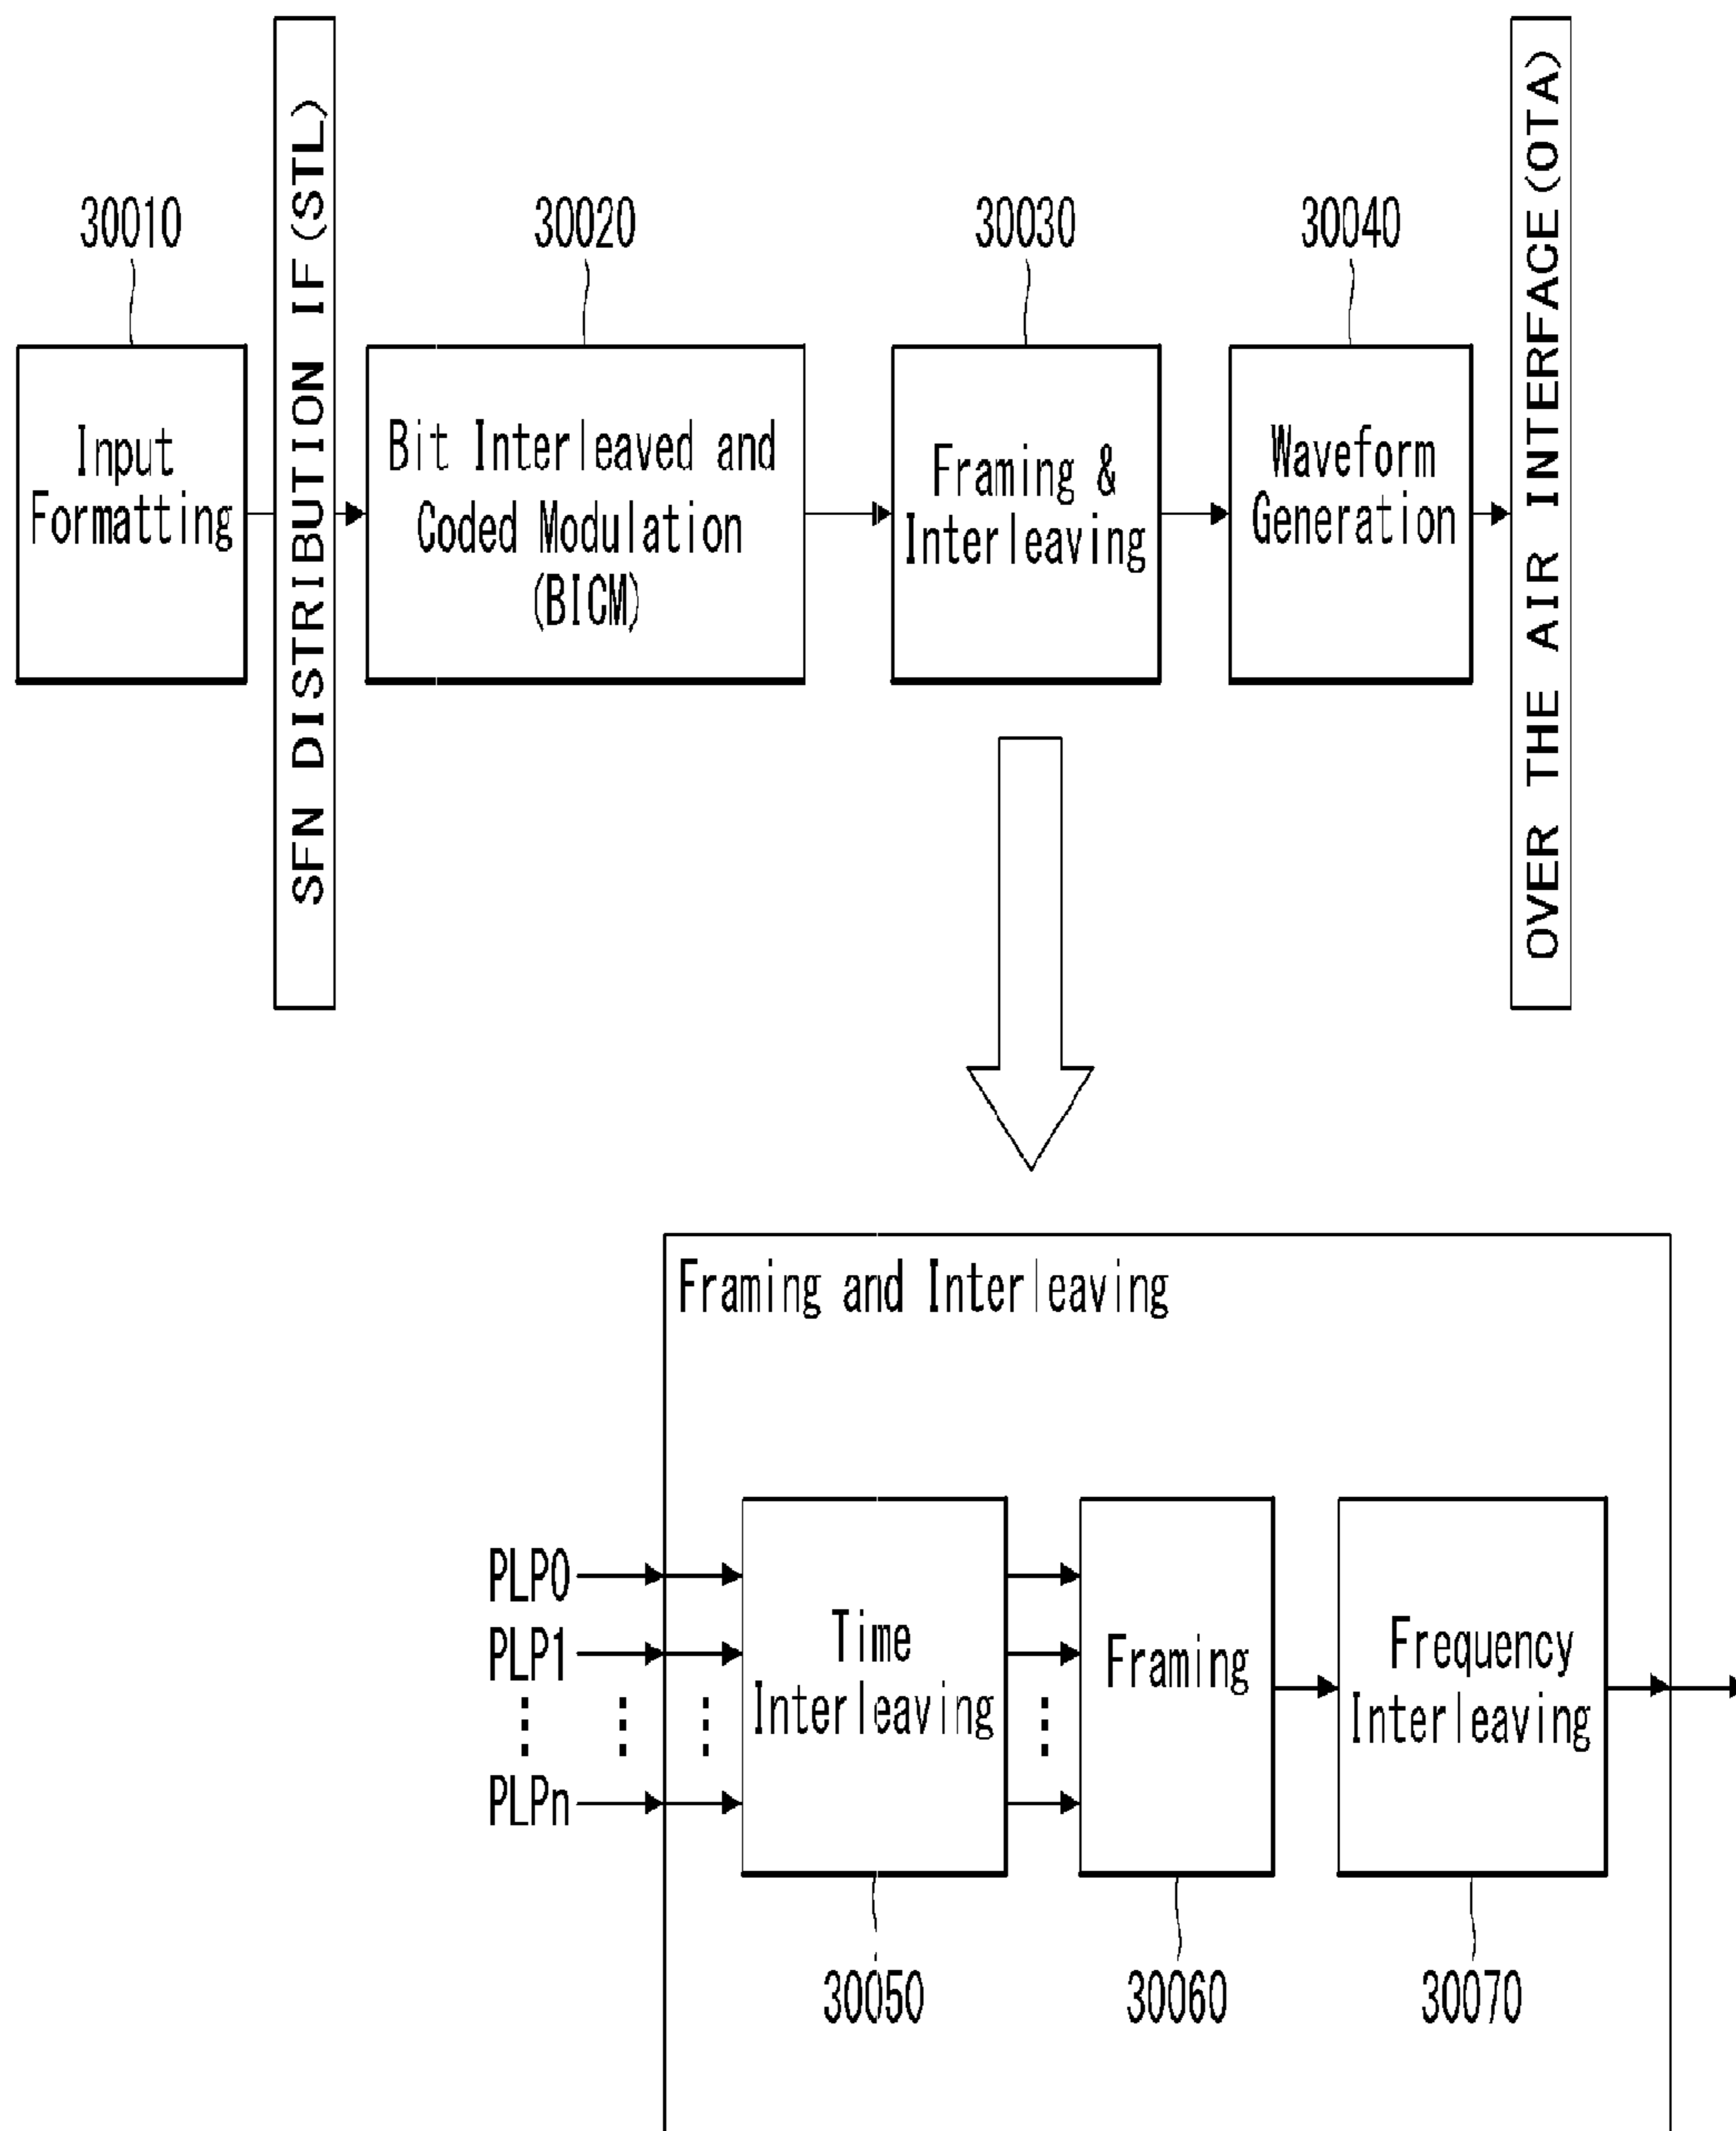 30010
SFN DISTRIBUTION IF (STL)
30020
30030
30040
OVER THE AIR INTERFACE (OTA)
Input
Formatting
Bit Interleaved and
Coded Modulation
(BICM)
Framing &
Interleaving
Waveform
Generation
Framing and Interleaving
PLP0
PLP1
PLPn
Time
Interleaving
Framing
Frequency
Interleaving
30050
30060
30070